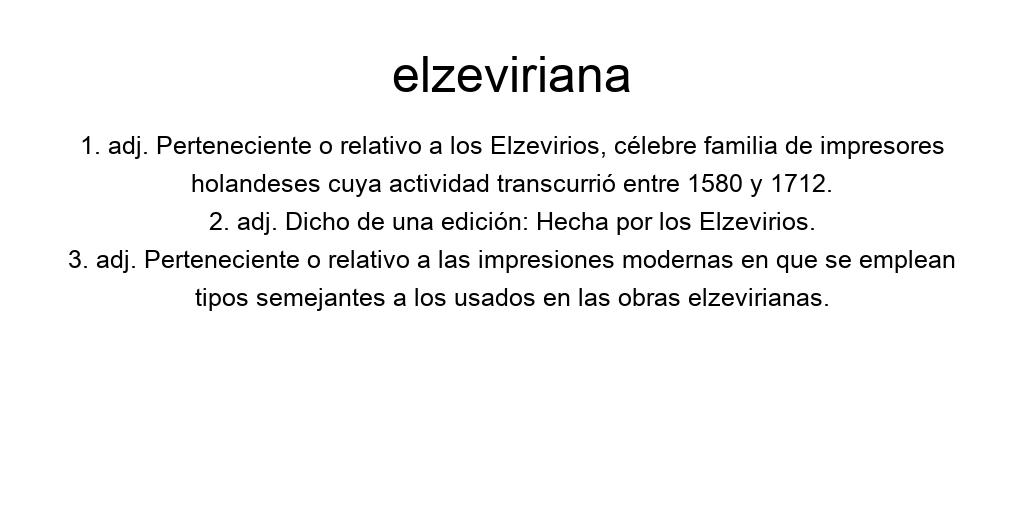 elzeviriana
1. adj. Perteneciente o relativo a los Elzevirios, célebre familia de impresores
holandeses cuya actividad transcurrió entre 1580 y 1712.
2. adj. Dicho de una edición: Hecha por los Elzevirios.
3. adj. Perteneciente o relativo a las impresiones modernas en que se emplean
tipos semejantes a los usados en las obras elzevirianas.